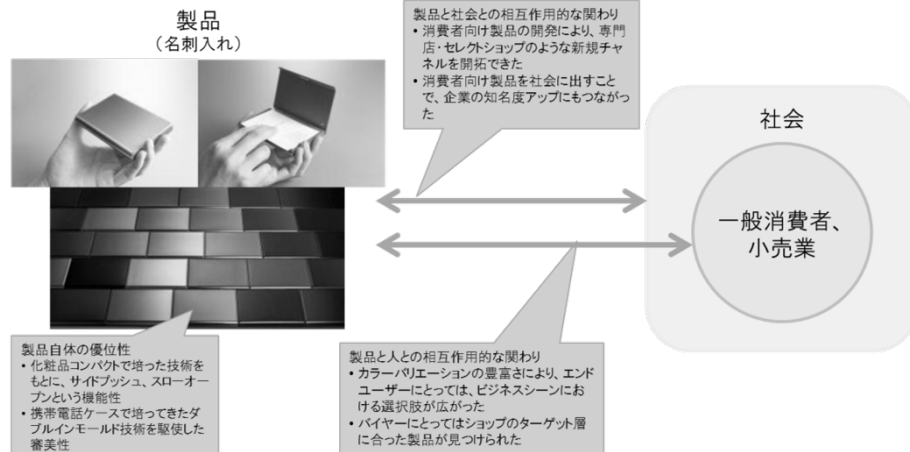 製品
(名刺入れ)
製品と社会との相互作用的な関わり
• 消費者向け製品の開発により、専門
店・セレクトショップのような新規チャ
ネルを開拓できた
• 消費者向け製品を社会に出すこと
で、企業の知名度アップにもつながっ
た
社会
一般消費者、
小売業
製品自体の優位性
• 化粧品コンパクトで培った技術を
もとに、サイドプッシュ、スローオー
プンという機能性
• 携帯電話ケースで培ってきたダ
ブルインモールド技術を駆使した
審美性
製品と人との相互作用的な関わり
• カラーバリエーションの豊富さにより、エンド
ユーザーにとっては、ビジネスシーンにお
ける選択肢が広がった
• バイヤーにとってはショップのターゲット層
に合った製品が見つけられた